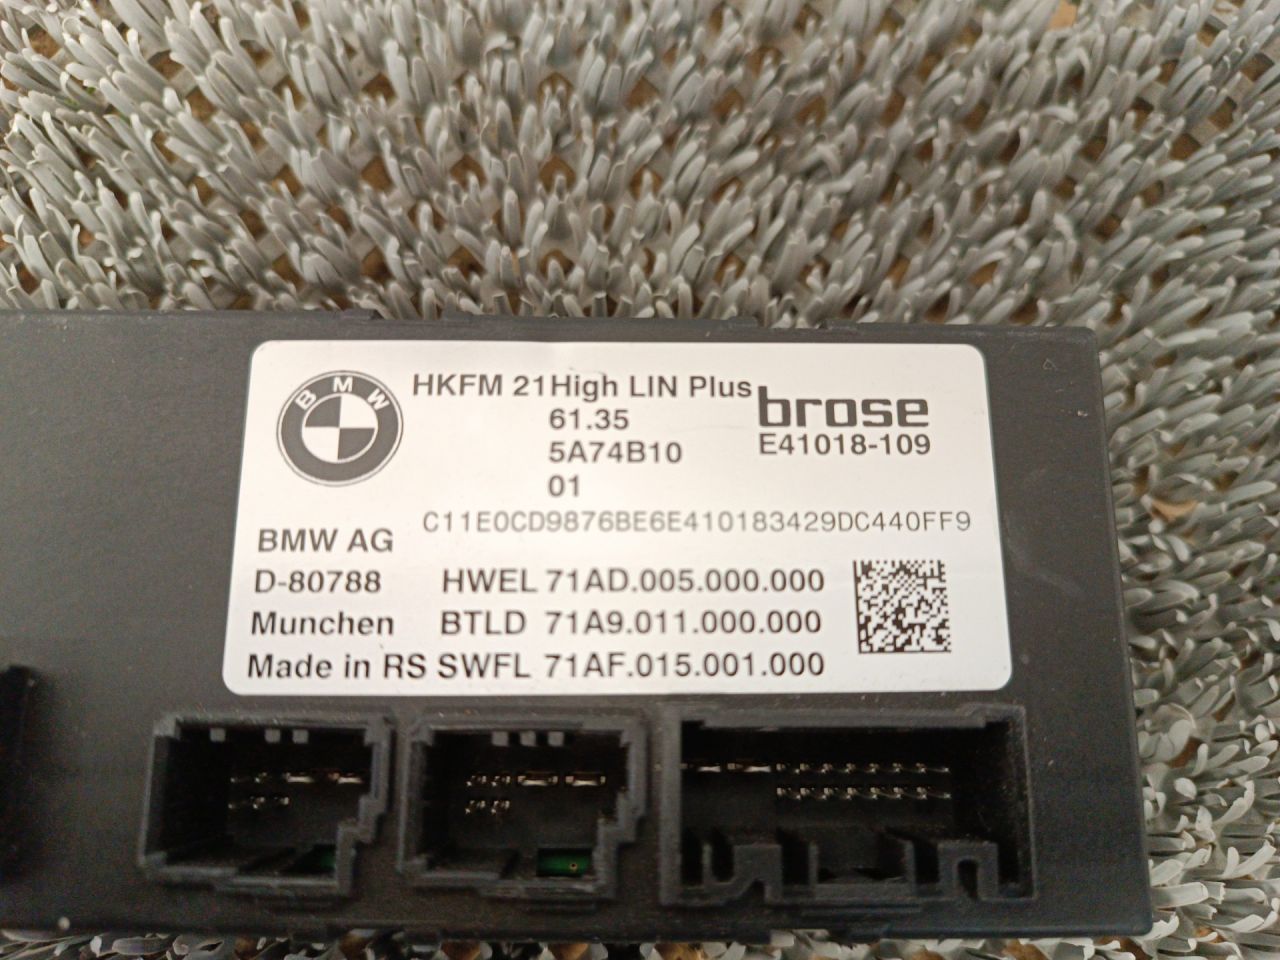 BMW
HKFM 21High LIN Plus
brose
61.35
5A74B10
E41018-109
01
C11E0CD9876BE6E410183429DC440FF9
BMW AG
D-80788 HWEL 71AD.005.000.000
Munchen BTLD 71A9.011.000.000
Made in RS SWFL 71AF.015.001.000